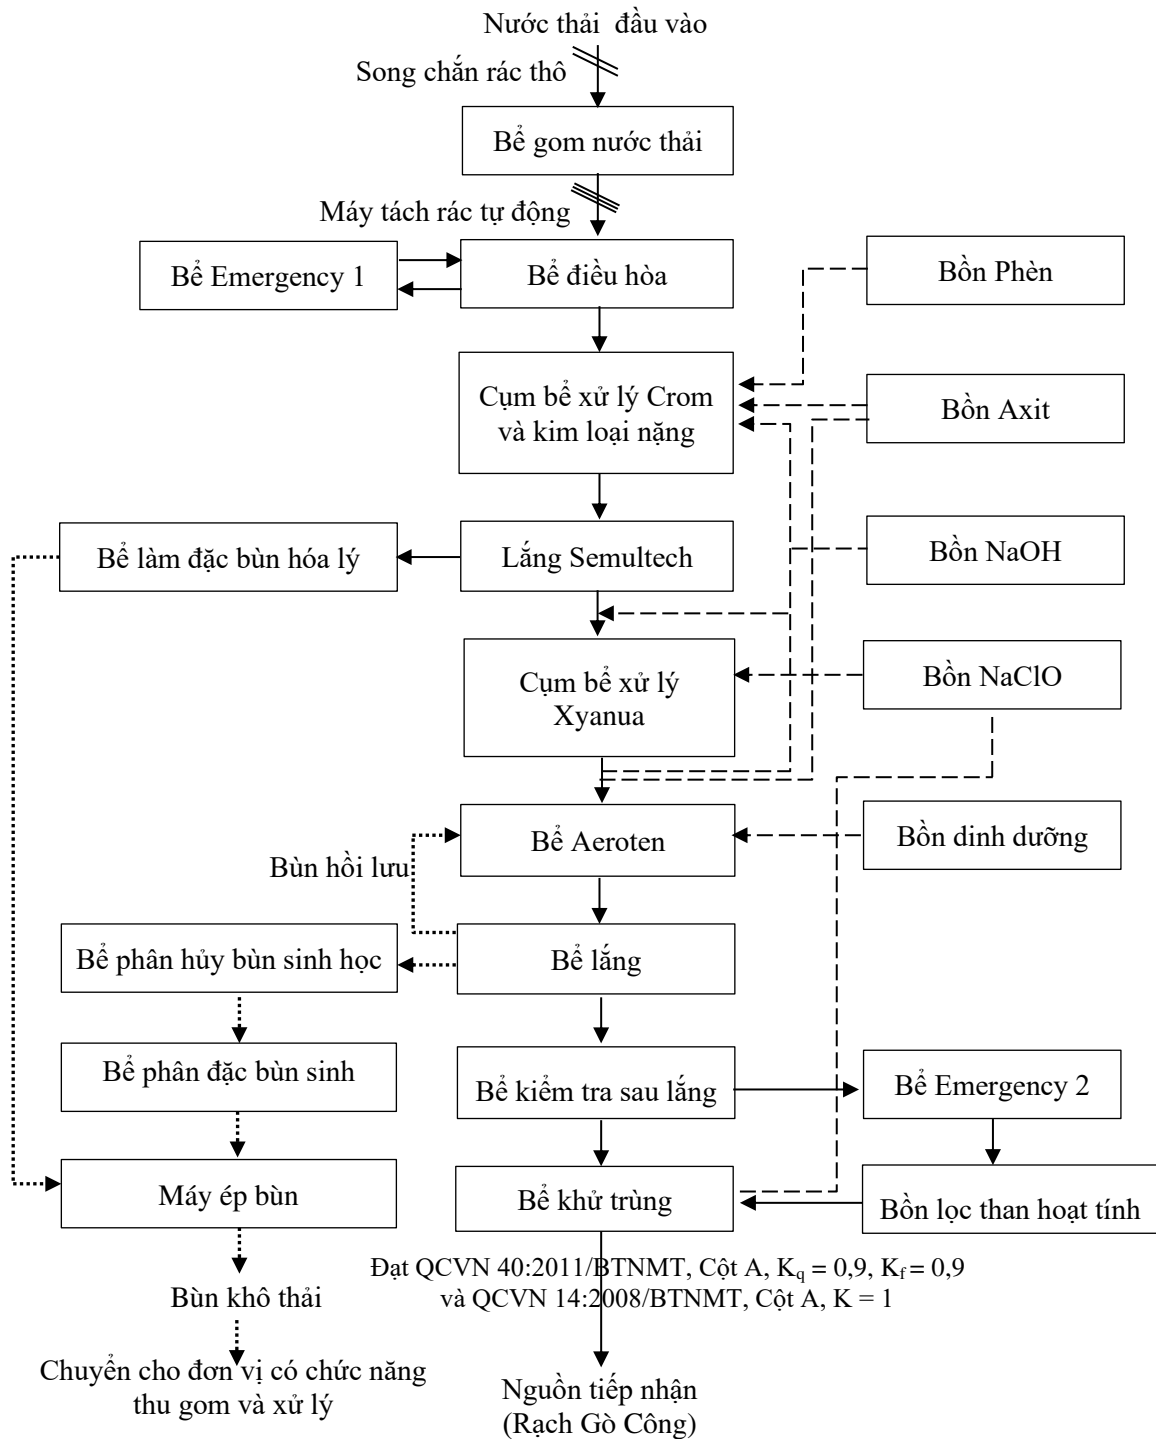 Nước thải đầu vào
Song chắn rác thô
Bể gom nước thải
Máy tách rác tự động
Bể Emergency 1
Bể điều hòa
Bồn Phèn
Cụm bể xử lý Crom
và kim loại nặng
Bồn Axit
Bể làm đặc bùn hóa lý
Lắng Semultech
Bồn NaOH
Cụm bể xử lý
Xyanua
Bồn NaClO
Bể Aeroten
Bồn dinh dưỡng
Bùn hồi lưu
Bể phân hủy bùn sinh học
Bể lắng
Bể phân đặc bùn sinh
Bể kiểm tra sau lắng
Bể Emergency 2
Máy ép bùn
Bể khử trùng
Bồn lọc than hoạt tính
Đạt QCVN 40:2011/BTNMT, Cột A, Kq = 0,9, Kf = 0,9
và QCVN 14:2008/BTNMT, Cột A, K = 1
Bùn khô thải
Chuyển cho đơn vị có chức năng
thu gom và xử lý
Nguồn tiếp nhận
(Rạch Gò Công)